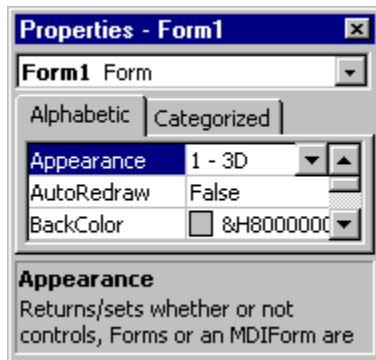 Properties - Form1
Form1 Form
Alphabetic Categorized
Appearance 1 - 3D
AutoRedraw False
BackColor &H8000000
Appearance
Returns/sets whether or not
controls, Forms or an MDIForm are